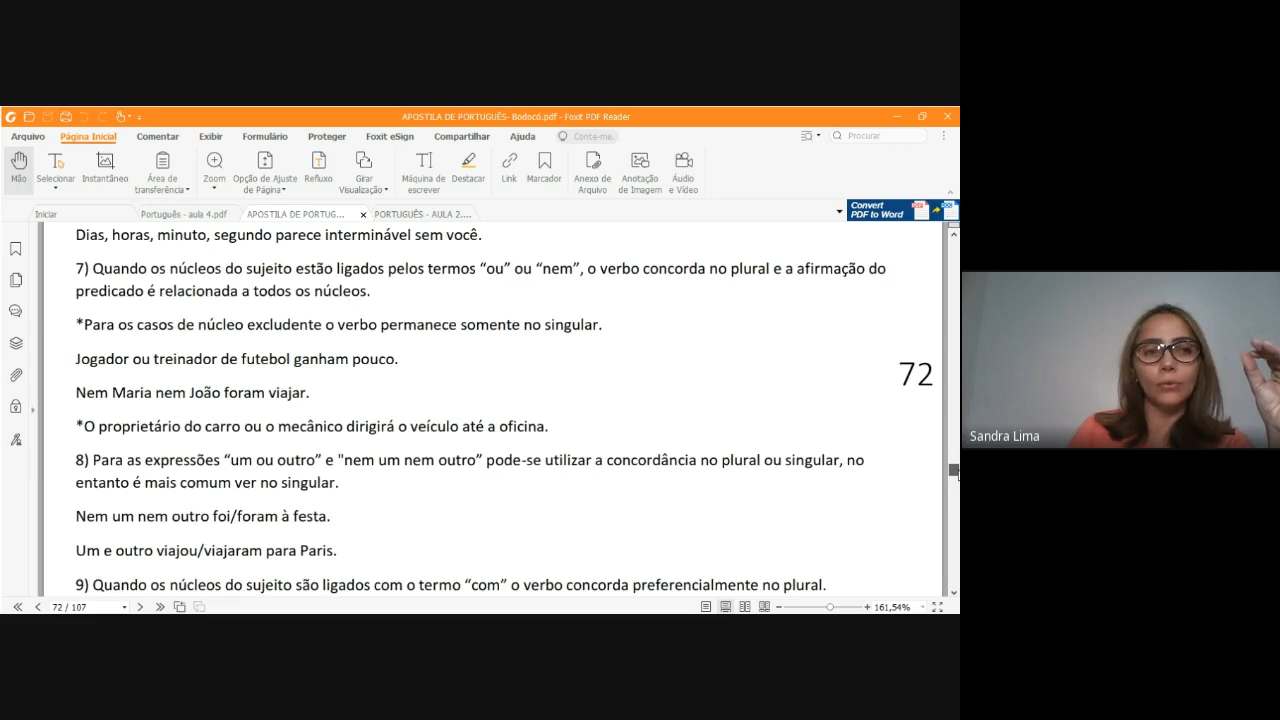 APOSTILA DE PORTUGUÊS- Bodocó.pdf - Foxit PDF Reader
Arquivo Página Inicial Comentar Exibir Formulário Proteger Foxit eSign Compartilhar Ajuda Conte-me. Procurar
Mão Selecionar Instantâneo Área de transferência Zoom Opção de Ajuste de Página Refluxo Girar Visualização Máquina de escrever Destacar Link Marcador Anexo de Arquivo Anotação de Imagem Áudio e Vídeo
Iniciar Português - aula 4.pdf APOSTILA DE PORTUG... PORTUGUÊS - AULA 2....
Convert
PDF to Word
Dias, horas, minuto, segundo parece interminável sem você.
7) Quando os núcleos do sujeito estão ligados pelos termos “ou” ou “nem”, o verbo concorda no plural e a afirmação do
predicado é relacionada a todos os núcleos.
*Para os casos de núcleo excludente o verbo permanece somente no singular.
Jogador ou treinador de futebol ganham pouco.
72
Nem Maria nem João foram viajar.
*O proprietário do carro ou o mecânico dirigirá o veículo até a oficina.
8) Para as expressões “um ou outro” e "nem um nem outro” pode-se utilizar a concordância no plural ou singular, no
entanto é mais comum ver no singular.
Nem um nem outro foi/foram à festa.
Um e outro viajou/viajaram para Paris.
9) Quando os núcleos do sujeito são ligados com o termo “com” o verbo concorda preferencialmente no plural.
72 / 107
161,54%
Sandra Lima